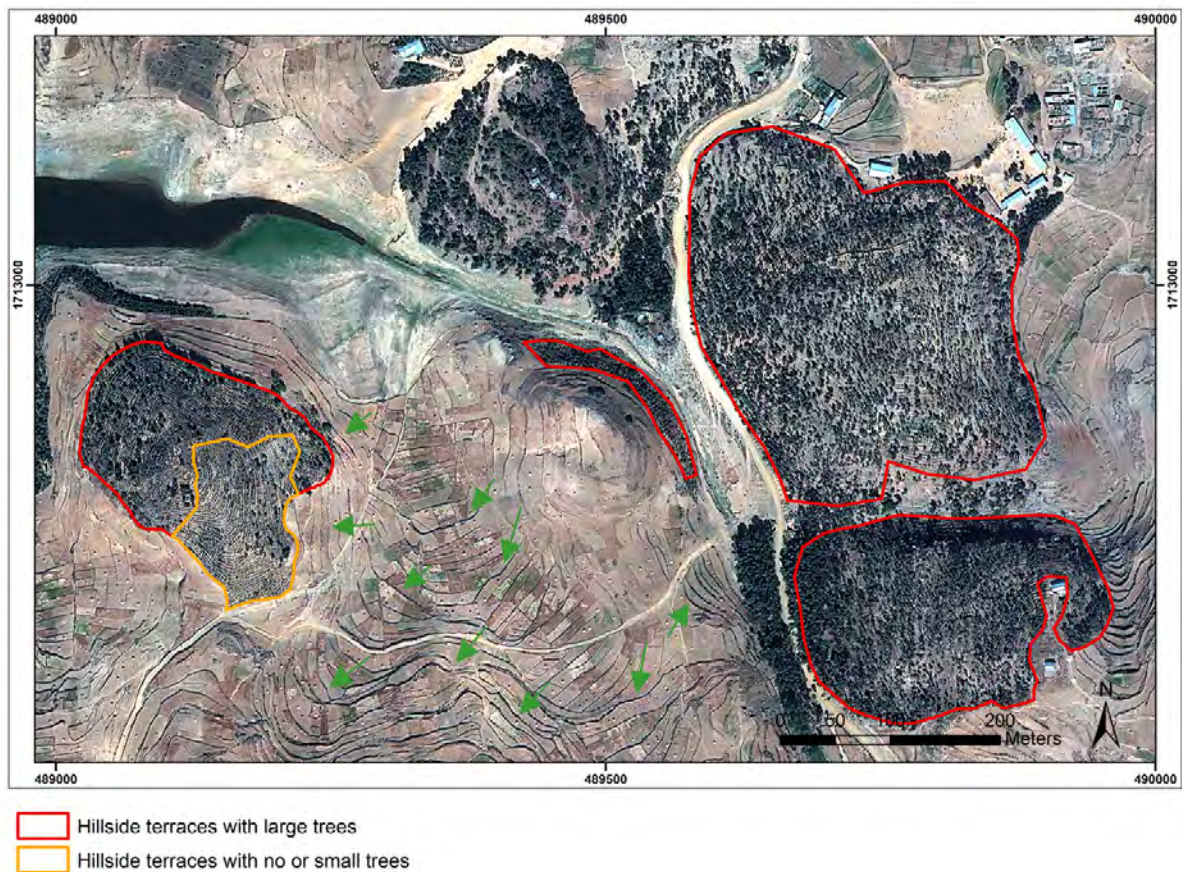 489000 489500 490000
1713000 1713000
N
0 50 100 200
Meters
489000 489500 490000
Hillside terraces with large trees
Hillside terraces with no or small trees